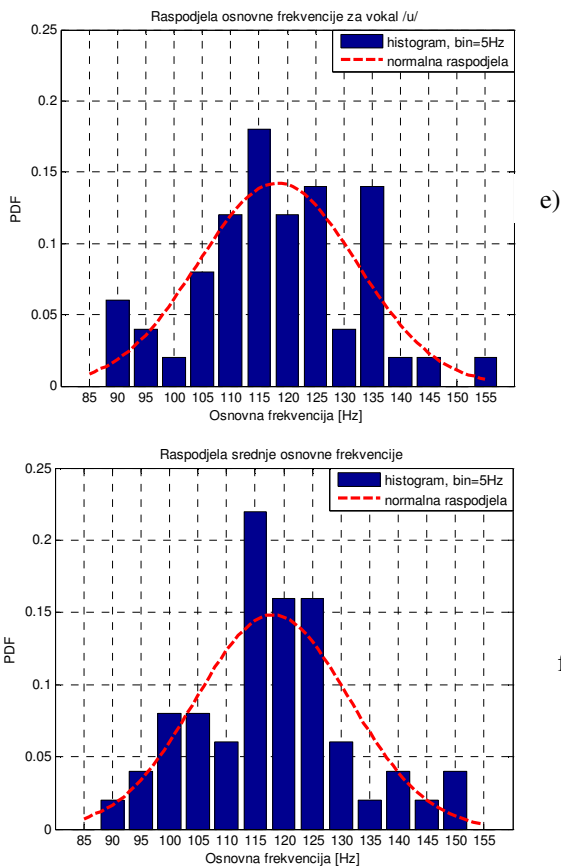 Raspodjela osnovne frekvencije za vokal /u/
0.25
0.2
0.15
0.1
0.05
0
PDF
histogram, bin=5Hz
normalna raspodjela
85 90 95 100 105 110 115 120 125 130 135 140 145 150 155
Osnovna frekvencija [Hz]
e)
Raspodjela srednje osnovne frekvencije
0.25
0.2
0.15
0.1
0.05
0
PDF
histogram, bin=5Hz
normalna raspodjela
85 90 95 100 105 110 115 120 125 130 135 140 145 150 155
Osnovna frekvencija [Hz]
f